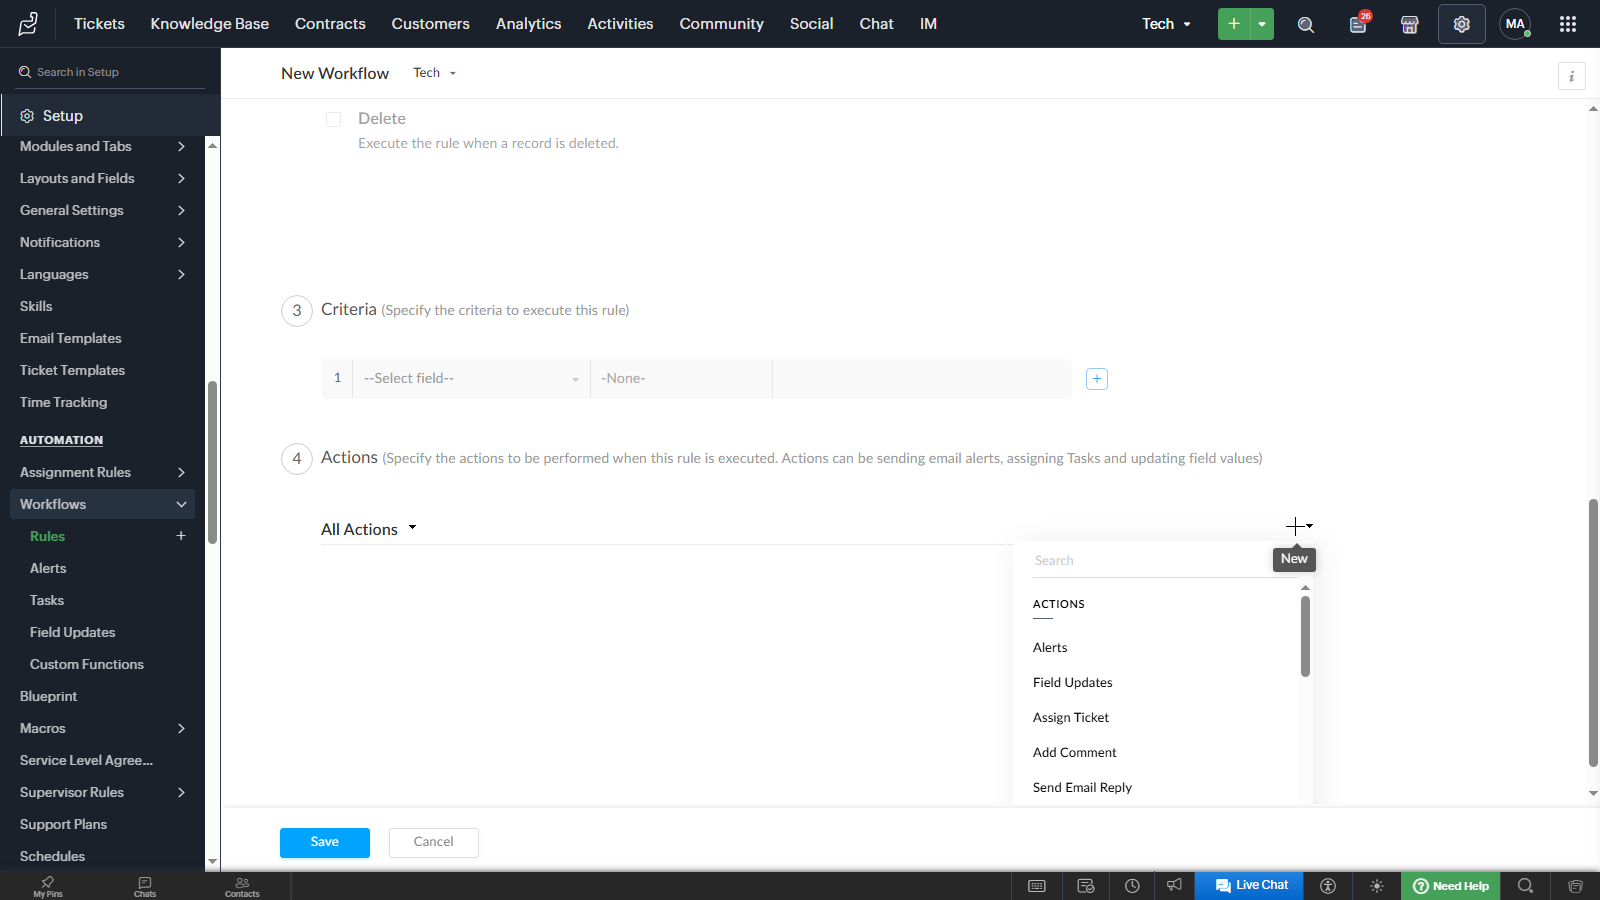 Tickets Knowledge Base Contracts Customers Analytics Activities Community Social Chat IM Tech 26 MA
Search in Setup
Setup
Modules and Tabs
Layouts and Fields
General Settings
Notifications
Languages
Skills
Email Templates
Ticket Templates
Time Tracking
AUTOMATION
Assignment Rules
Workflows
Rules
Alerts
Tasks
Field Updates
Custom Functions
Blueprint
Macros
Service Level Agree...
Supervisor Rules
Support Plans
Schedules
New Workflow Tech
Delete
Execute the rule when a record is deleted.
3 Criteria (Specify the criteria to execute this rule)
1 --Select field-- -None-
4 Actions (Specify the actions to be performed when this rule is executed. Actions can be sending email alerts, assigning Tasks and updating field values)
All Actions
New
Search
ACTIONS
Alerts
Field Updates
Assign Ticket
Add Comment
Send Email Reply
Save Cancel
My Pins Chats Contacts Live Chat Need Help